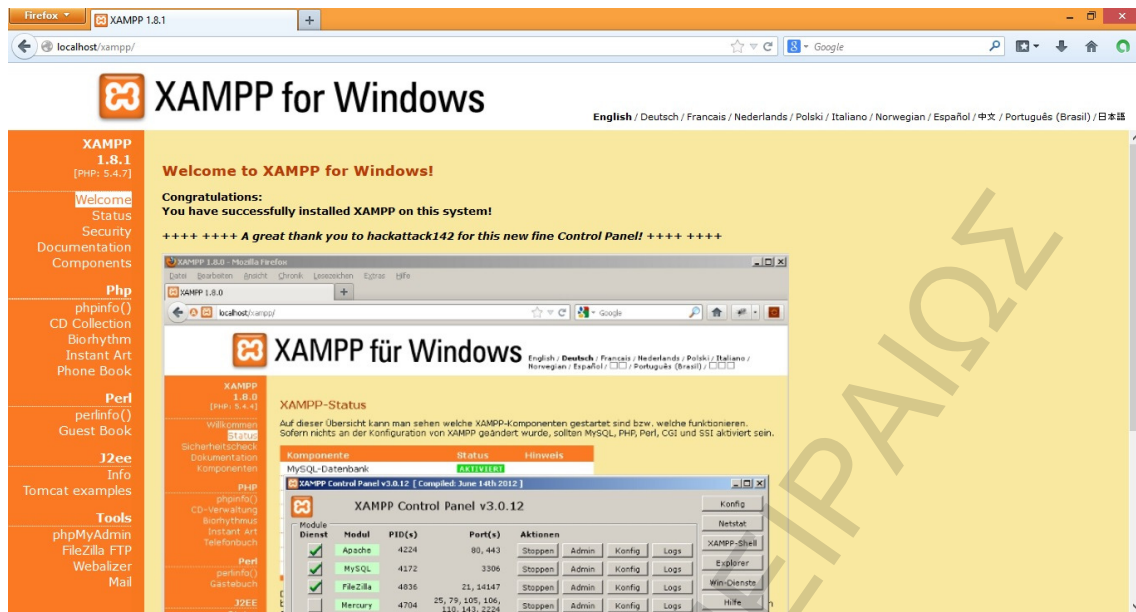 Firefox
XAMPP 1.8.1
localhost/xampp/
Google
XAMPP for Windows
English / Deutsch / Francais / Nederlands / Polski / Italiano / Norwegian / Español / 中文 / Português (Brasil) / 日本語
XAMPP
1.8.1
[PHP: 5.4.7]
Welcome
Status
Security
Documentation
Components
Php
phpinfo()
CD Collection
Biorhythm
Instant Art
Phone Book
Perl
perlinfo()
Guest Book
J2ee
Info
Tomcat examples
Tools
phpMyAdmin
FileZilla FTP
Webalizer
Mail
Welcome to XAMPP for Windows!
Congratulations:
You have successfully installed XAMPP on this system!
++++ ++++ A great thank you to hackattack142 for this new fine Control Panel! ++++ ++++
XAMPP 1.8.0 - Mozilla Firefox
Datei Bearbeiten Ansicht Chronik Lesezeichen Extras Hilfe
XAMPP 1.8.0
localhost/xampp/
Google
XAMPP für Windows
English / Deutsch / Francais / Nederlands / Polski / Italiano /
Norwegian / Español / / Português (Brasil) /
XAMPP
1.8.0
[PHP: 5.4.4]
Willkommen
Status
Sicherheitscheck
Dokumentation
Komponenten
PHP
phpinfo()
CD-Verwaltung
Biorhythmus
Instant Art
Telefonbuch
Perl
perlinfo()
Gästebuch
J2EE
XAMPP-Status
Auf dieser Übersicht kann man sehen welche XAMPP-Komponenten gestartet sind bzw. welche funktionieren.
Sofern nichts an der Konfiguration von XAMPP geändert wurde, sollten MySQL, PHP, Perl, CGI und SSI aktiviert sein.
Komponente Status Hinweis
MySQL-Datenbank AKTIVIERT
XAMPP Control Panel v3.0.12 [ Compiled: June 14th 2012 ]
XAMPP Control Panel v3.0.12
Module
Dienst Modul PID(s) Port(s) Aktionen
Apache 4224 80, 443 Stoppen Admin Konfig Logs
MySQL 4172 3306 Stoppen Admin Konfig Logs
FileZilla 4836 21, 14147 Stoppen Admin Konfig Logs
Mercury 4704 25, 79, 105, 106, 110, 143, 2224 Stoppen Admin Konfig Logs
Konfig
Netstat
XAMPP-Shell
Explorer
Win-Dienste
Hilfe
ΠΕΙΡΑΙΩΣ